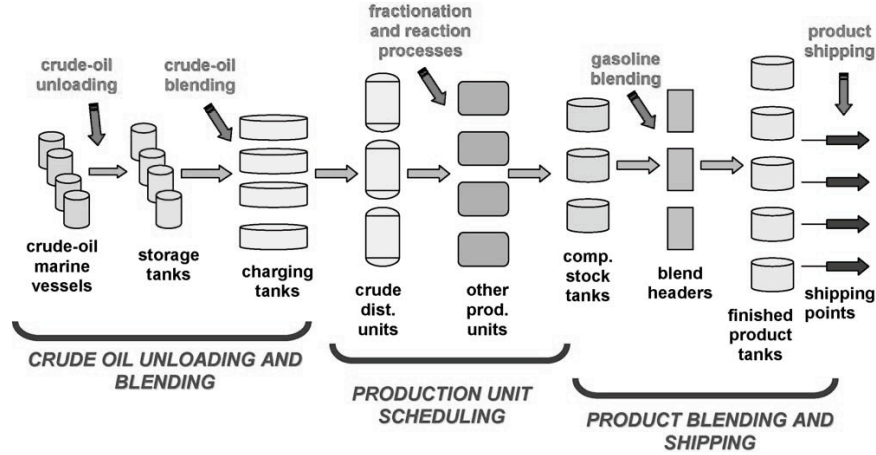 crude-oil
unloading
crude-oil
blending
fractionation
and reaction
processes
gasoline
blending
product
shipping
crude-oil
marine
vessels
storage
tanks
charging
tanks
crude
dist.
units
other
prod.
units
comp.
stock
tanks
blend
headers
finished
product
tanks
shipping
points
CRUDE OIL UNLOADING AND
BLENDING
PRODUCTION UNIT
SCHEDULING
PRODUCT BLENDING AND
SHIPPING